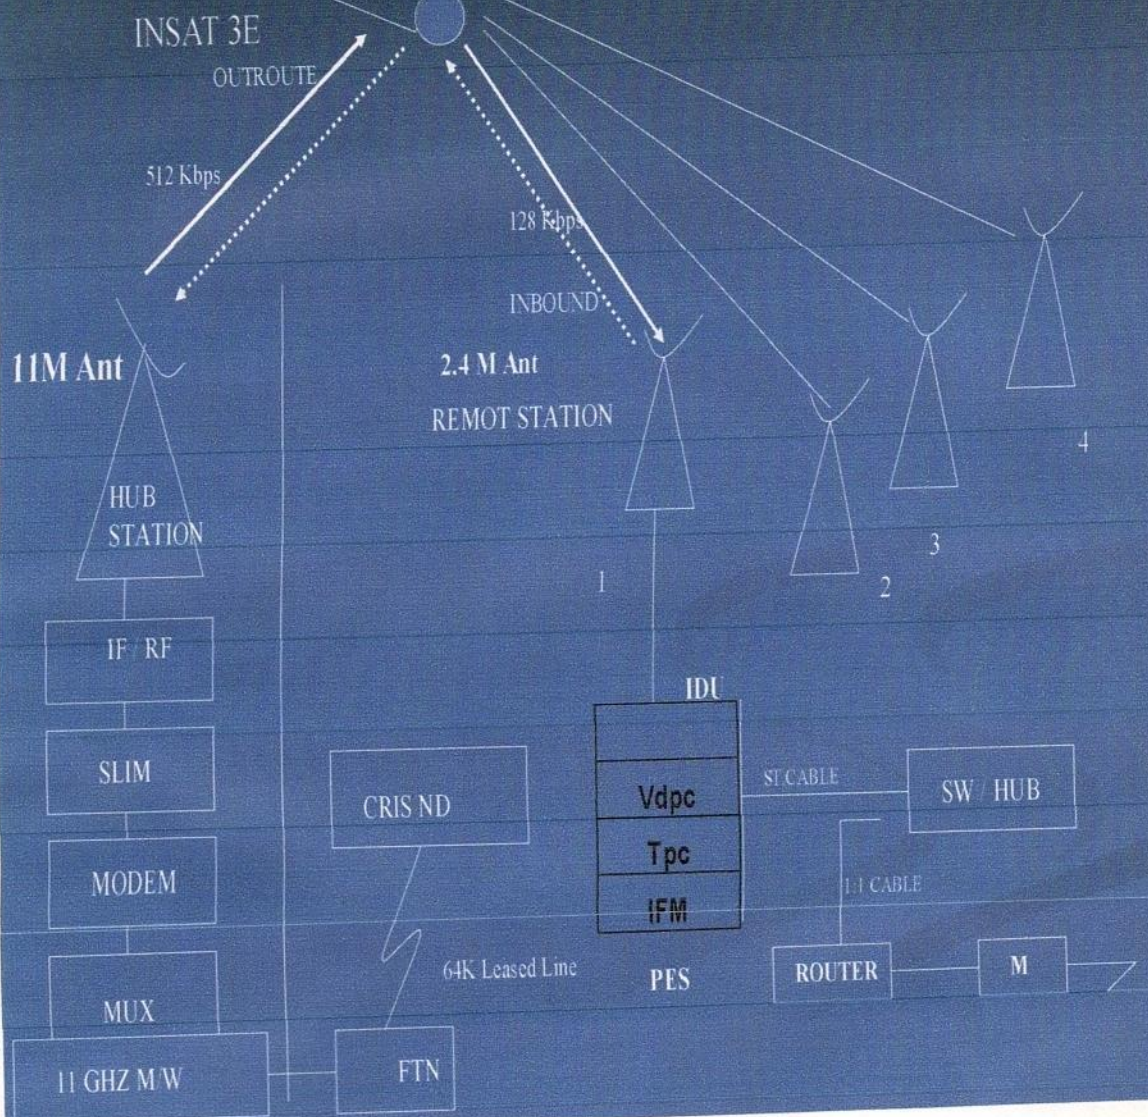 INSAT 3E
OUTROUTE
512 Kbps
128 Kbps
INBOUND
11M Ant
2.4 M Ant
REMOT STATION
4
HUB
STATION
3
1
2
IF / RF
IDU
SLIM
CRIS ND
Vdpc
ST.CABLE
SW / HUB
Tpc
MODEM
1:1 CABLE
IFM
64K Leased Line
PES
ROUTER
M
MUX
11 GHZ M/W
FTN